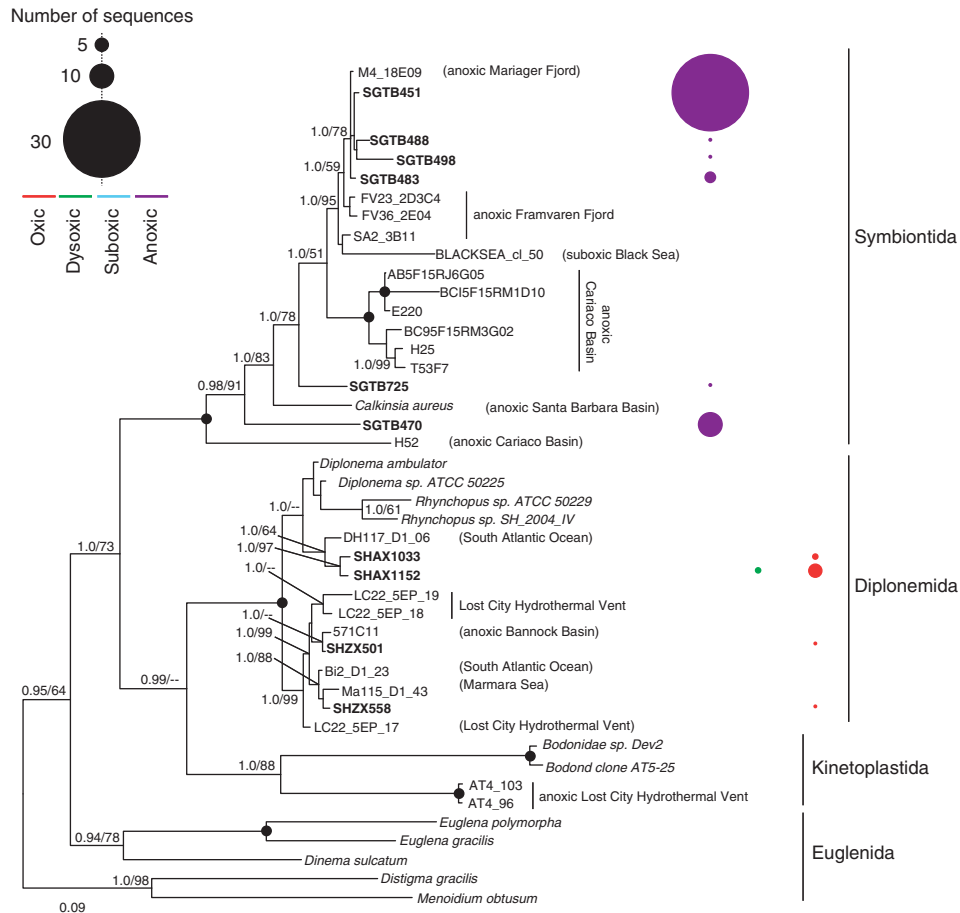 Number of sequences
5
10
30
Oxic
Dysoxic
Suboxic
Anoxic
M4_18E09 (anoxic Mariager Fjord)
SGTB451
1.0/78
SGTB488
SGTB498
1.0/59
SGTB483
1.0/95
FV23_2D3C4
FV36_2E04
anoxic Framvaren Fjord
SA2_3B11
1.0/51
BLACKSEA_cl_50 (suboxic Black Sea)
AB5F15RJ6G05
BCI5F15RM1D10
E220
anoxic
Cariaco Basin
1.0/78
BC95F15RM3G02
H25
1.0/99
T53F7
1.0/83
SGTB725
0.98/91
Calkinsia aureus (anoxic Santa Barbara Basin)
SGTB470
H52 (anoxic Cariaco Basin)
Symbiontida
Diplonema ambulator
Diplonema sp. ATCC 50225
1.0/--
Rhynchopus sp. ATCC 50229
1.0/61
Rhynchopus sp. SH_2004_IV
1.0/64
DH117_D1_06 (South Atlantic Ocean)
1.0/97
SHAX1033
1.0/--
SHAX1152
1.0/73
LC22_5EP_19
LC22_5EP_18
Lost City Hydrothermal Vent
1.0/--
571C11 (anoxic Bannock Basin)
1.0/99
SHZX501
1.0/88
Bi2_D1_23 (South Atlantic Ocean)
Ma115_D1_43 (Marmara Sea)
1.0/99
SHZX558
LC22_5EP_17 (Lost City Hydrothermal Vent)
Diplonemida
0.99/--
0.95/64
Bodonidae sp. Dev2
1.0/88
Bodond clone AT5-25
AT4_103
AT4_96
anoxic Lost City Hydrothermal Vent
Kinetoplastida
Euglena polymorpha
0.94/78
Euglena gracilis
Dinema sulcatum
1.0/98
Distigma gracilis
Menoidium obtusum
Euglenida
0.09